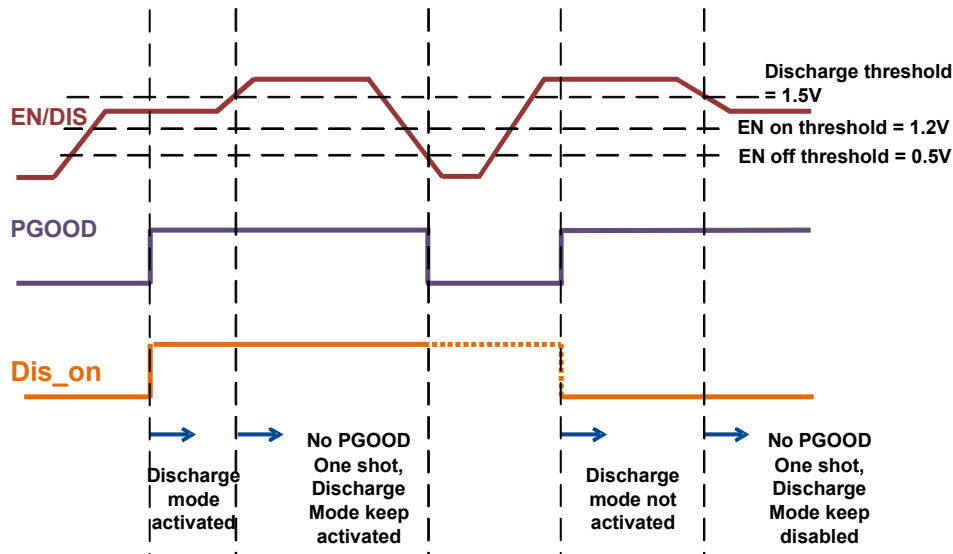 Discharge threshold
= 1.5V
EN/DIS
EN on threshold = 1.2V
EN off threshold = 0.5V
PGOOD
Dis_on
Discharge
mode
activated
No PGOOD
One shot,
Discharge
Mode keep
activated
Discharge
mode not
activated
No PGOOD
One shot,
Discharge
Mode keep
disabled